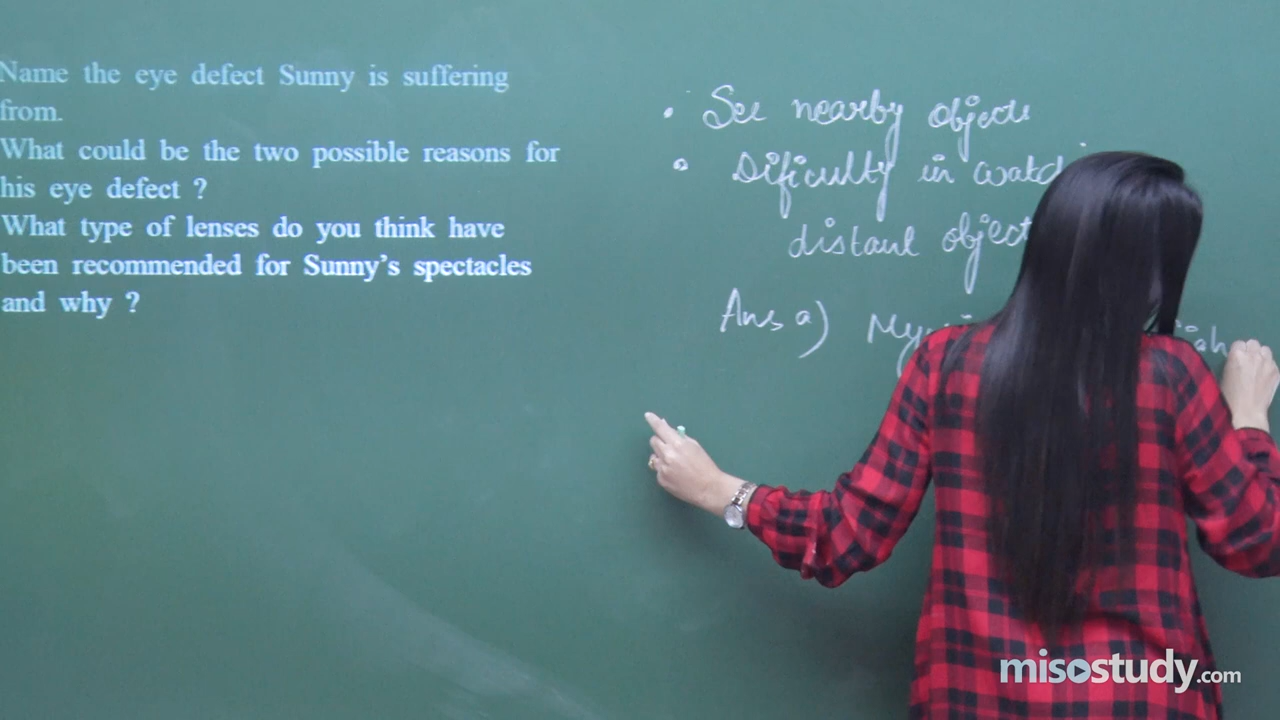 Name the eye defect Sunny is suffering
from.
What could be the two possible reasons for
his eye defect ?
What type of lenses do you think have
been recommended for Sunny's spectacles
and why ?
• See nearby objects
• Dificulty in
distant object
Ans a)
misostudy.com